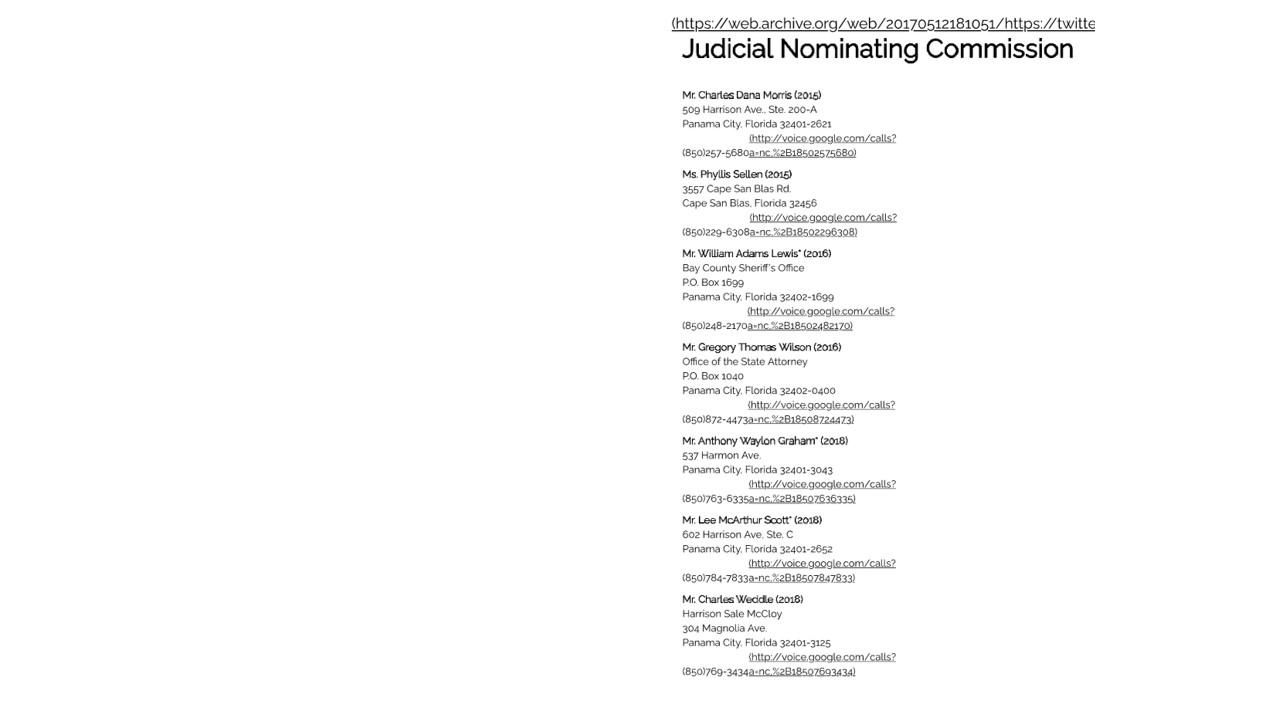 (https://web.archive.org/web/20170512181051/https://twitte
Judicial Nominating Commission
Mr. Charles Dana Morris (2015)
509 Harrison Ave., Ste. 200-A
Panama City, Florida 32401-2621
(http://voice.google.com/calls?
(850)257-5680a=nc,%2B18502575680)
Ms. Phyllis Sellen (2015)
3557 Cape San Blas Rd.
Cape San Blas, Florida 32456
(http://voice.google.com/calls?
(850)229-6308a=nc,%2B18502296308)
Mr. William Adams Lewis* (2016)
Bay County Sheriff's Office
P.O. Box 1699
Panama City, Florida 32402-1699
(http://voice.google.com/calls?
(850)248-2170a=nc,%2B18502482170)
Mr. Gregory Thomas Wilson (2016)
Office of the State Attorney
P.O. Box 1040
Panama City, Florida 32402-0400
(http://voice.google.com/calls?
(850)872-4473a=nc,%2B18508724473)
Mr. Anthony Waylon Graham* (2018)
537 Harmon Ave.
Panama City, Florida 32401-3043
(http://voice.google.com/calls?
(850)763-6335a=nc,%2B18507636335)
Mr. Lee McArthur Scott* (2018)
602 Harrison Ave, Ste. C
Panama City, Florida 32401-2652
(http://voice.google.com/calls?
(850)784-7833a=nc,%2B18507847833)
Mr. Charles Weddle (2018)
Harrison Sale McCloy
304 Magnolia Ave.
Panama City, Florida 32401-3125
(http://voice.google.com/calls?
(850)769-3434a=nc,%2B18507693434)